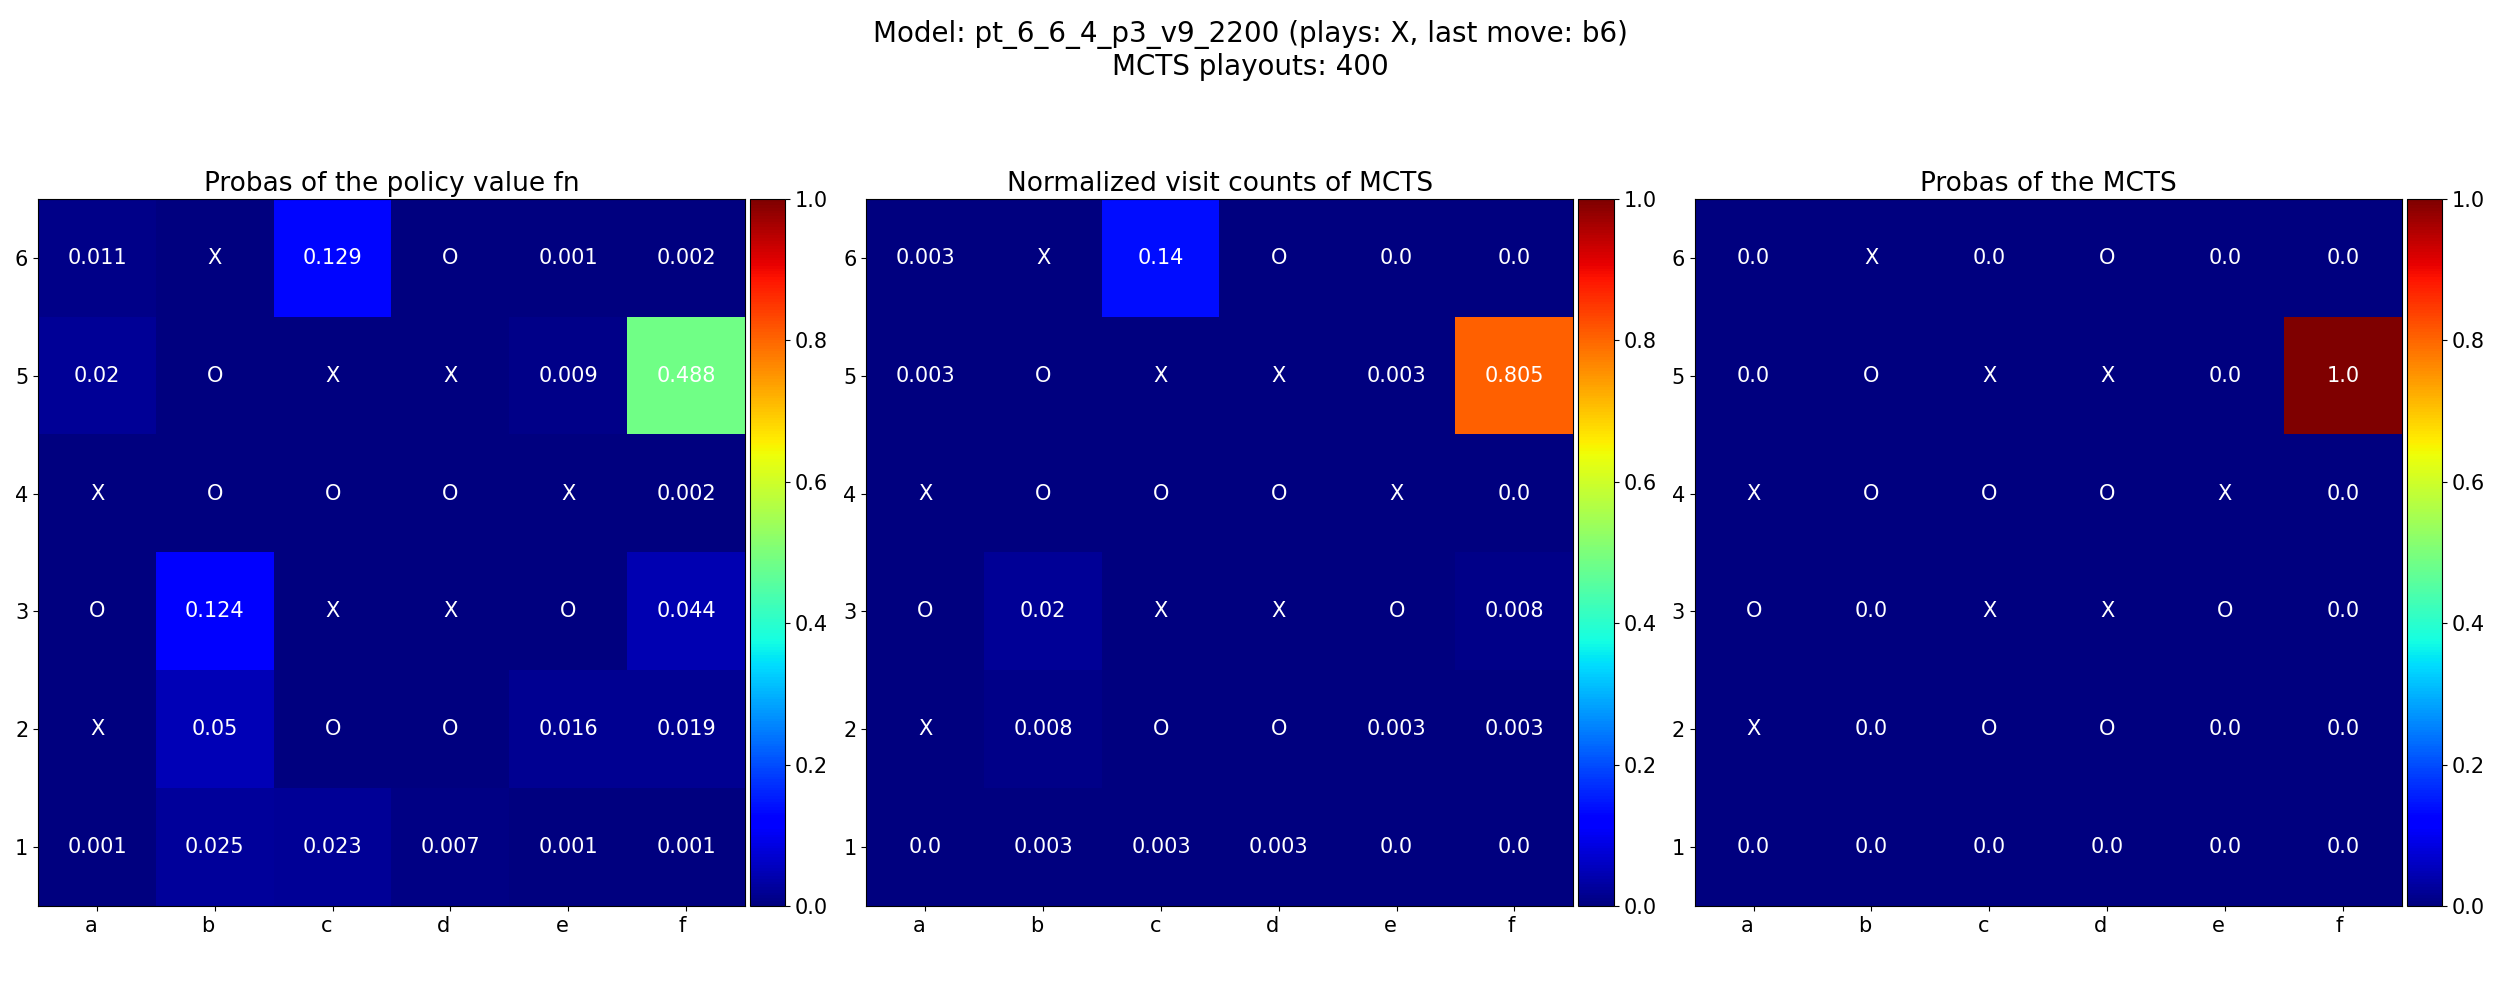 Model: pt_6_6_4_p3_v9_2200 (plays: X, last move: b6)
MCTS playouts: 400
Probas of the policy value fn
6 0.011 X 0.129 O 0.001 0.002
5 0.02 O X X 0.009 0.488
4 X O O O X 0.002
3 O 0.124 X X O 0.044
2 X 0.05 O O 0.016 0.019
1 0.001 0.025 0.023 0.007 0.001 0.001
a b c d e f
1.0
0.8
0.6
0.4
0.2
0.0
Normalized visit counts of MCTS
6 0.003 X 0.14 O 0.0 0.0
5 0.003 O X X 0.003 0.805
4 X O O O X 0.0
3 O 0.02 X X O 0.008
2 X 0.008 O O 0.003 0.003
1 0.0 0.003 0.003 0.003 0.0 0.0
a b c d e f
1.0
0.8
0.6
0.4
0.2
0.0
Probas of the MCTS
6 0.0 X 0.0 O 0.0 0.0
5 0.0 O X X 0.0 1.0
4 X O O O X 0.0
3 O 0.0 X X O 0.0
2 X 0.0 O O 0.0 0.0
1 0.0 0.0 0.0 0.0 0.0 0.0
a b c d e f
1.0
0.8
0.6
0.4
0.2
0.0